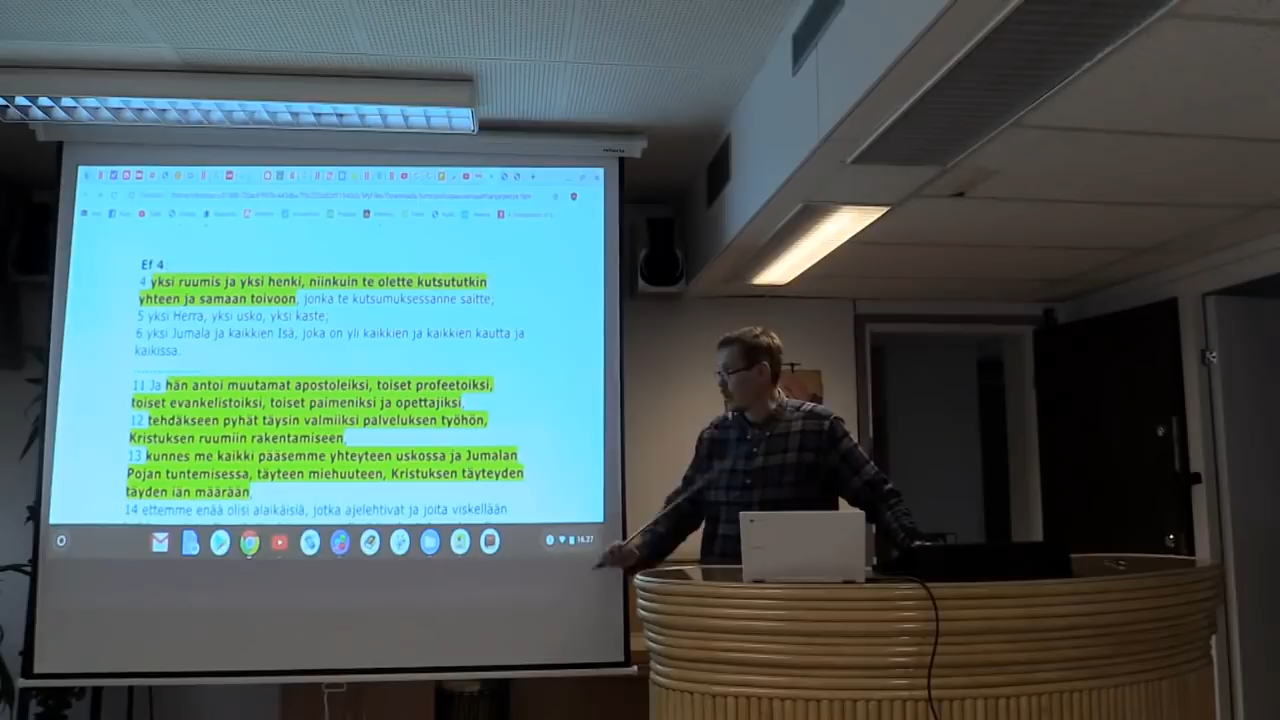 Ef 4
4 yksi ruumis ja yksi henki, niinkuin te olette kutsututkin
yhteen ja samaan toivoon, jonka te kutsumuksessanne saitte;
5 yksi Herra, yksi usko, yksi kaste;
6 yksi Jumala ja kaikkien Isä, joka on yli kaikkien ja kaikkien kautta ja
kaikissa.
11 Ja hän antoi muutamat apostoleiksi, toiset profeetoiksi,
toiset evankelistoiksi, toiset paimeniksi ja opettajiksi,
12 tehdäkseen pyhät täysin valmiiksi palveluksen työhön,
Kristuksen ruumiin rakentamiseen,
13 kunnes me kaikki pääsemme yhteyteen uskossa ja Jumalan
Pojan tuntemisessa, täyteen miehuuteen, Kristuksen täyteyden
täyden iän määrään,
14 ettemme enää olisi alaikäisiä, jotka ajelehtivat ja joita viskellään
16.27